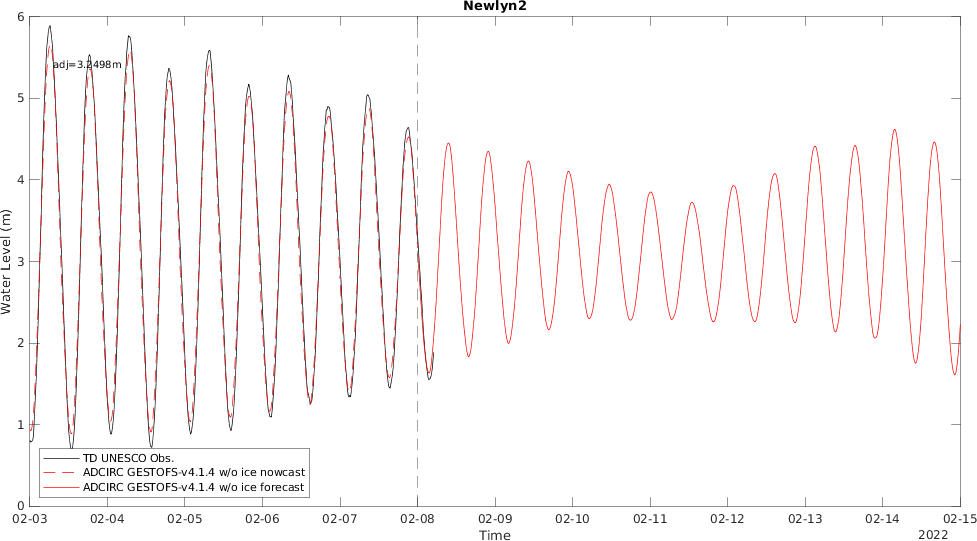 Newlyn2
6
adj=3.2498m
5
4
3
2
1
0
Water Level (m)
TD UNESCO Obs.
ADCIRC GESTOFS-v4.1.4 w/o ice nowcast
ADCIRC GESTOFS-v4.1.4 w/o ice forecast
02-03 02-04 02-05 02-06 02-07 02-08 02-09 02-10 02-11 02-12 02-13 02-14 02-15
Time
2022